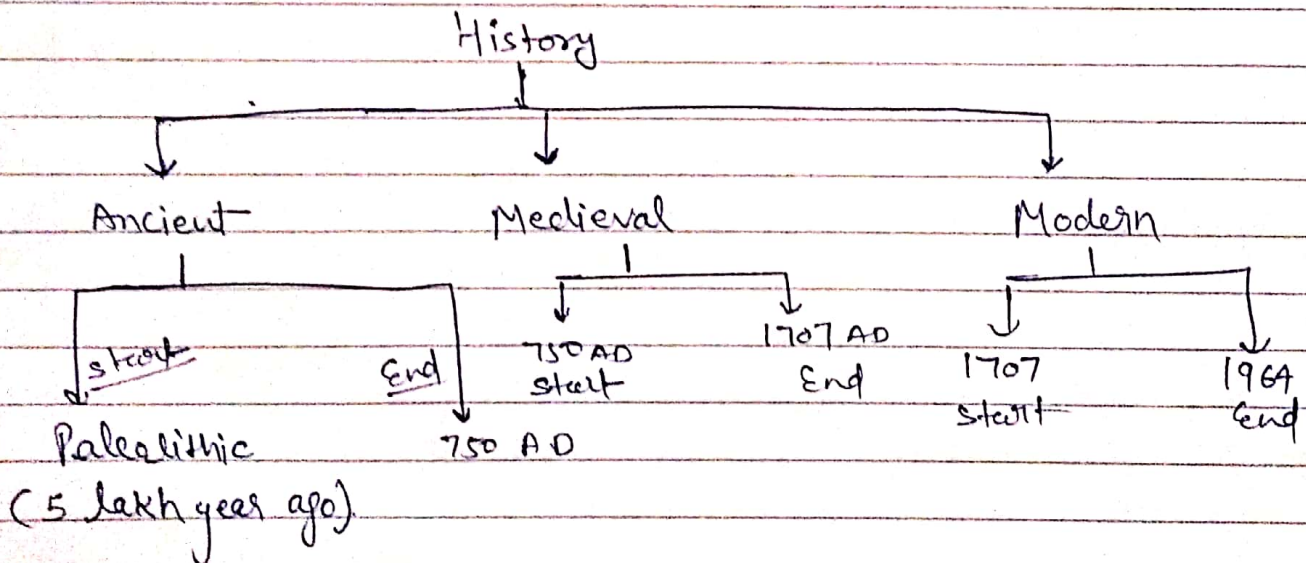 History
Ancient Medieval Modern
start End 750 AD 1707 AD 1707 1964
Start End start End
Paleolithic 750 AD
(5 lakh year ago)